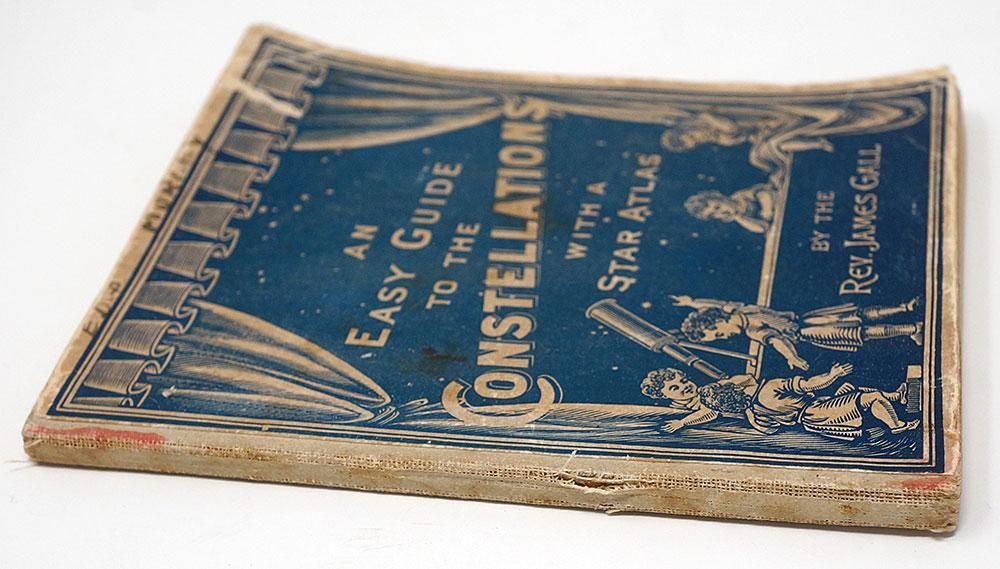 AN
EASY GUIDE
TO THE
CONSTELLATIONS
WITH A
STAR ATLAS
BY THE
REV. JAMES GALL